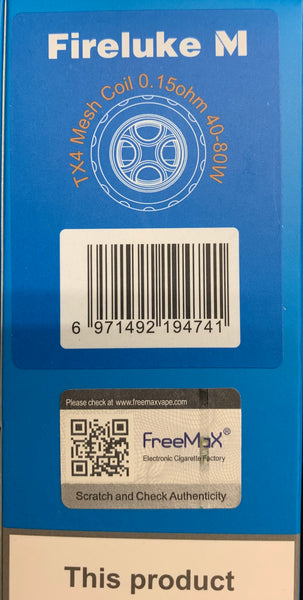 Fireluke M
TX4 Mesh Coil 0.15ohm 40-80W
6 971492 194741
Please check at www.freemaxvape.com
FreeMaX®
Electronic Cigarette Factory
Scratch and Check Authenticity
This product